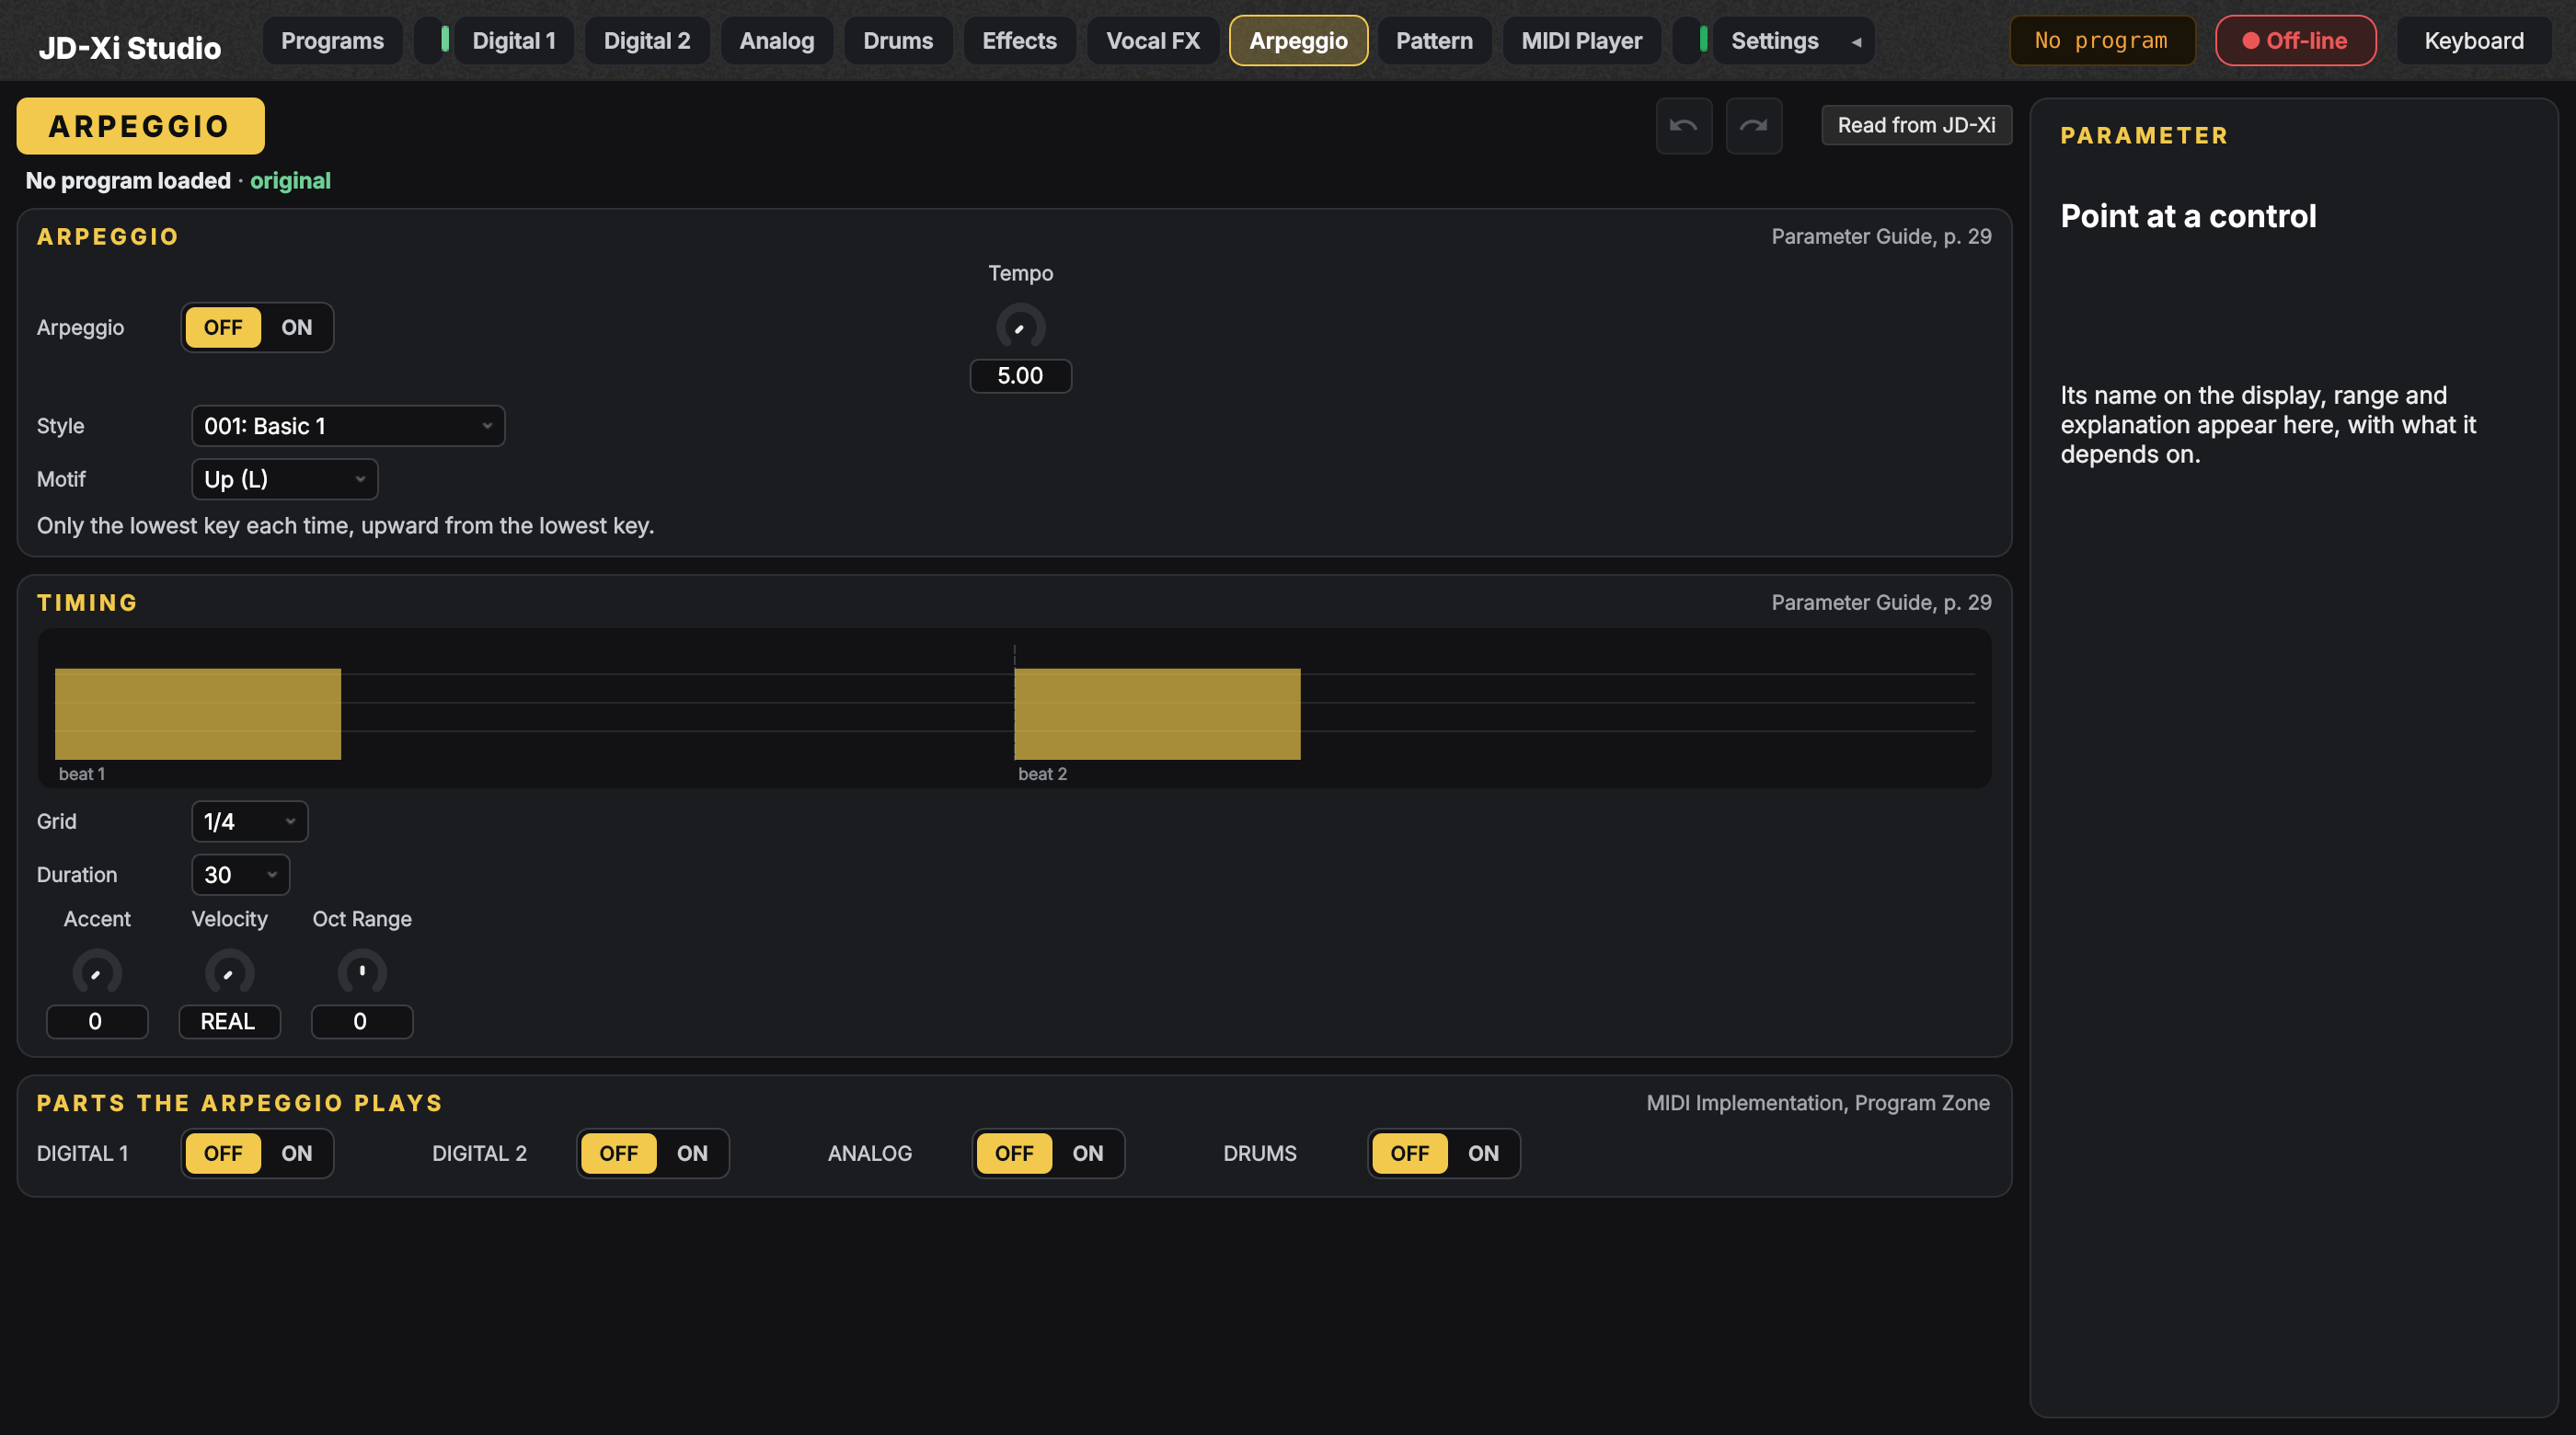 JD-Xi Studio
Programs
Digital 1
Digital 2
Analog
Drums
Effects
Vocal FX
Arpeggio
Pattern
MIDI Player
Settings
No program
Off-line
Keyboard
ARPEGGIO
Read from JD-Xi
No program loaded · original
ARPEGGIO
Parameter Guide, p. 29
Tempo
Arpeggio
OFF
ON
5.00
Style
001: Basic 1
Motif
Up (L)
Only the lowest key each time, upward from the lowest key.
TIMING
Parameter Guide, p. 29
beat 1
beat 2
Grid
1/4
Duration
30
Accent
Velocity
Oct Range
0
REAL
0
PARTS THE ARPEGGIO PLAYS
MIDI Implementation, Program Zone
DIGITAL 1
OFF
ON
DIGITAL 2
OFF
ON
ANALOG
OFF
ON
DRUMS
OFF
ON
PARAMETER
Point at a control
Its name on the display, range and
explanation appear here, with what it
depends on.